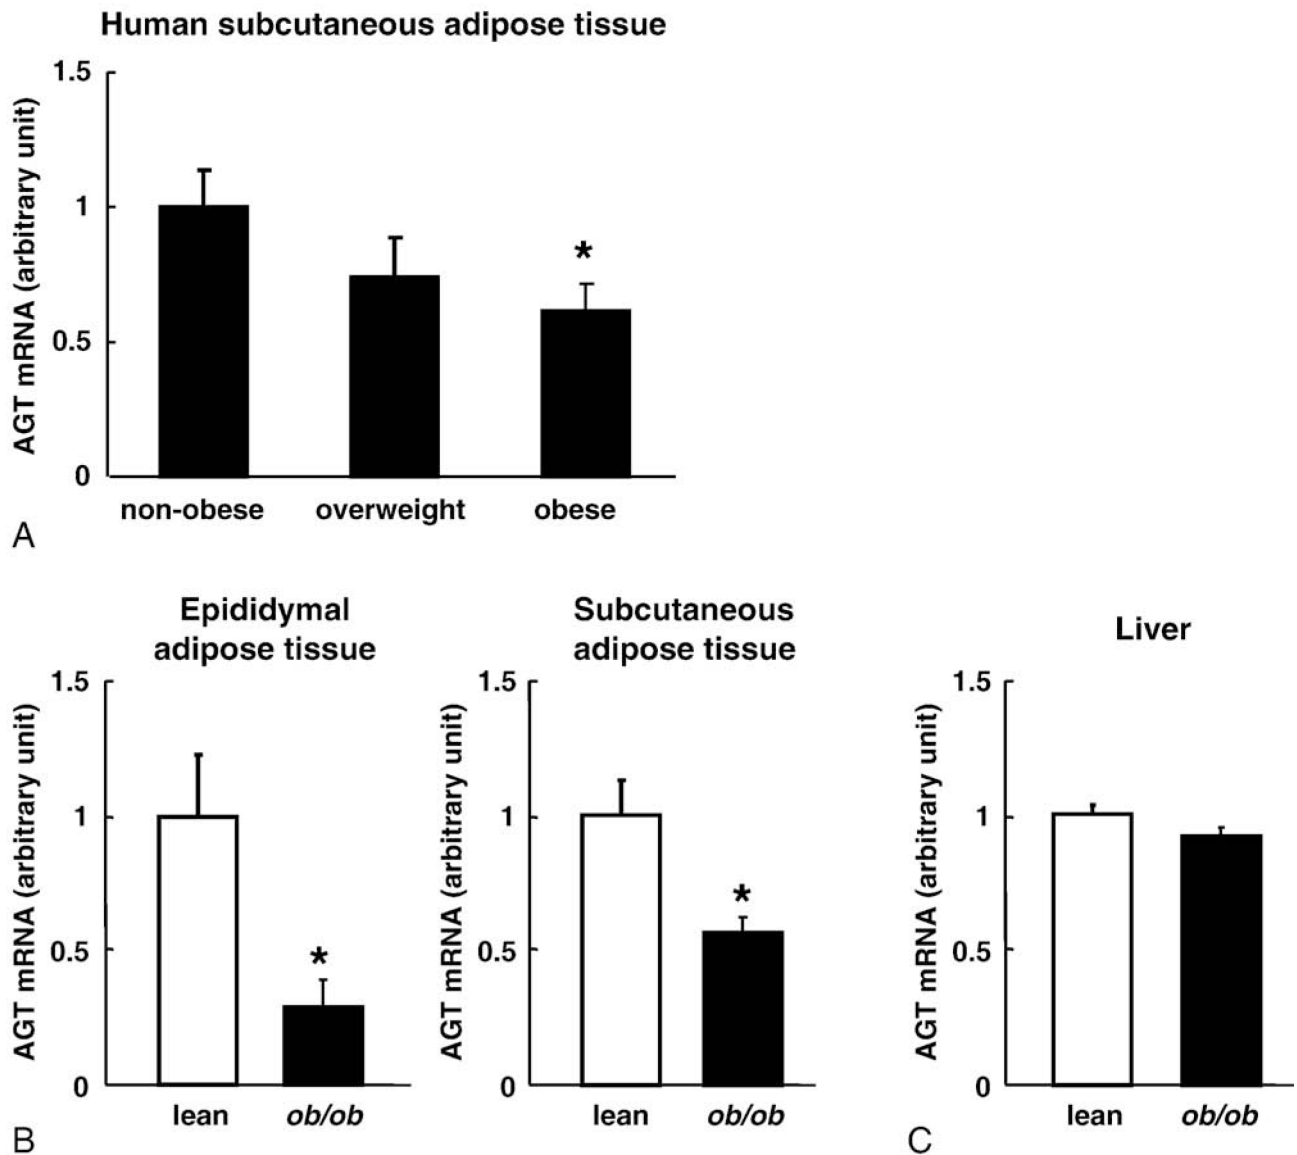 Human subcutaneous adipose tissue
AGT mRNA (arbitrary unit)
1.5
1
0.5
0
*
non-obese overweight obese
A
Epididymal
adipose tissue
AGT mRNA (arbitrary unit)
1.5
1
0.5
0
*
lean ob/ob
B
Subcutaneous
adipose tissue
AGT mRNA (arbitrary unit)
1.5
1
0.5
0
*
lean ob/ob
Liver
AGT mRNA (arbitrary unit)
1.5
1
0.5
0
lean ob/ob
C